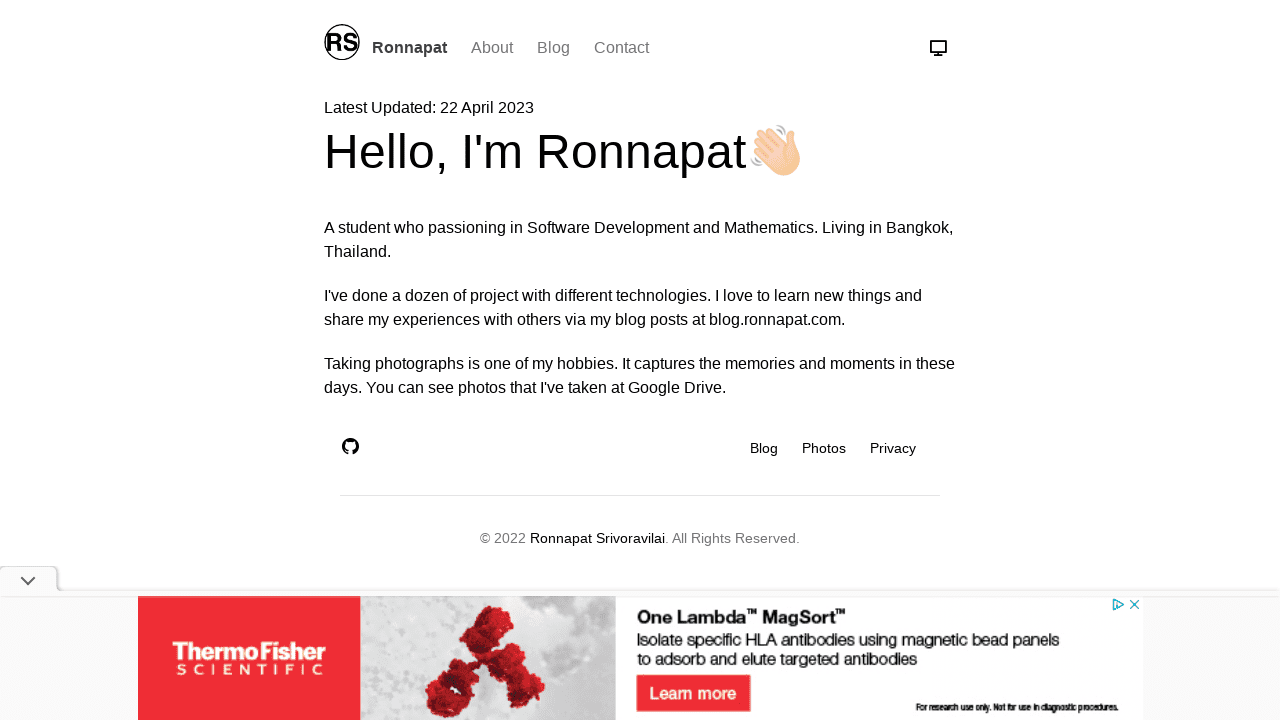 RS Ronnapat About Blog Contact
Latest Updated: 22 April 2023
Hello, I'm Ronnapat👋🏻
A student who passioning in Software Development and Mathematics. Living in Bangkok,
Thailand.
I've done a dozen of project with different technologies. I love to learn new things and
share my experiences with others via my blog posts at blog.ronnapat.com.
Taking photographs is one of my hobbies. It captures the memories and moments in these
days. You can see photos that I've taken at Google Drive.
Blog Photos Privacy
© 2022 Ronnapat Srivoravilai. All Rights Reserved.
ThermoFisher
SCIENTIFIC
One Lambda™ MagSort™
Isolate specific HLA antibodies using magnetic bead panels
to adsorb and elute targeted antibodies
Learn more
For research use only. Not for use in diagnostic procedures.